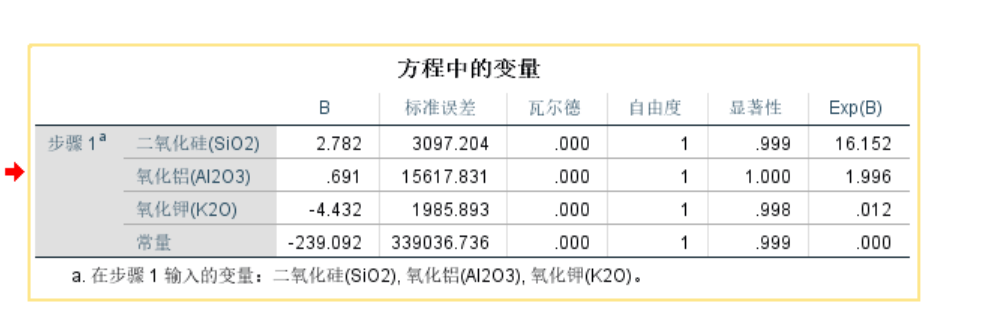 方程中的变量
B 标准误差 瓦尔德 自由度 显著性 Exp(B)
步骤 1a 二氧化硅(SiO2) 2.782 3097.204 .000 1 .999 16.152
氧化铝(Al2O3) .691 15617.831 .000 1 1.000 1.996
氧化钾(K2O) -4.432 1985.893 .000 1 .998 .012
常量 -239.092 339036.736 .000 1 .999 .000
a. 在步骤 1 输入的变量：二氧化硅(SiO2), 氧化铝(Al2O3), 氧化钾(K2O)。